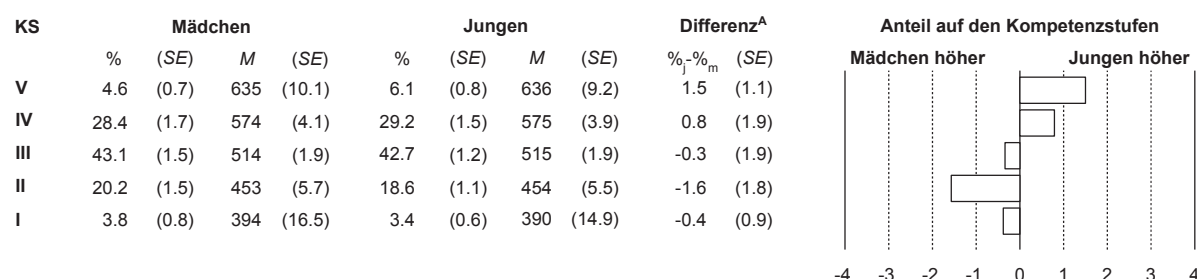 KS Mädchen Jungen Differenzᴬ Anteil auf den Kompetenzstufen
% (SE) M (SE) % (SE) M (SE) %j-%m (SE) Mädchen höher Jungen höher
V 4.6 (0.7) 635 (10.1) 6.1 (0.8) 636 (9.2) 1.5 (1.1)
IV 28.4 (1.7) 574 (4.1) 29.2 (1.5) 575 (3.9) 0.8 (1.9)
III 43.1 (1.5) 514 (1.9) 42.7 (1.2) 515 (1.9) -0.3 (1.9)
II 20.2 (1.5) 453 (5.7) 18.6 (1.1) 454 (5.5) -1.6 (1.8)
I 3.8 (0.8) 394 (16.5) 3.4 (0.6) 390 (14.9) -0.4 (0.9)
-4 -3 -2 -1 0 1 2 3 4